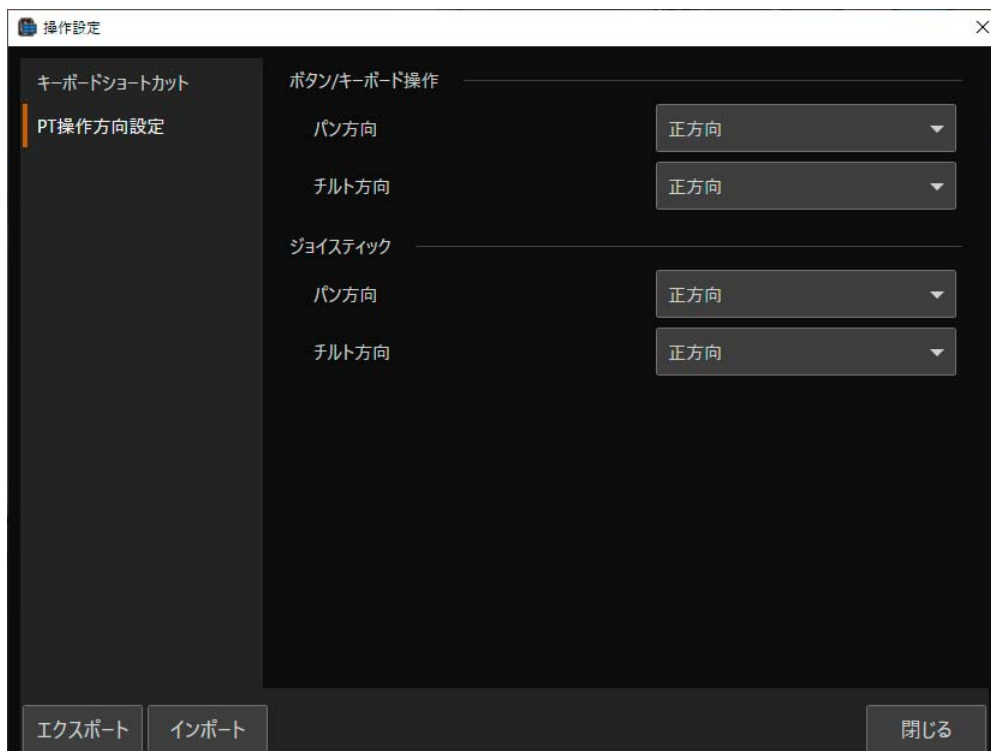 操作設定
キーボードショートカット
PT操作方向設定
ボタン/キーボード操作
パン方向 正方向
チルト方向 正方向
ジョイスティック
パン方向 正方向
チルト方向 正方向
エクスポート インポート 閉じる